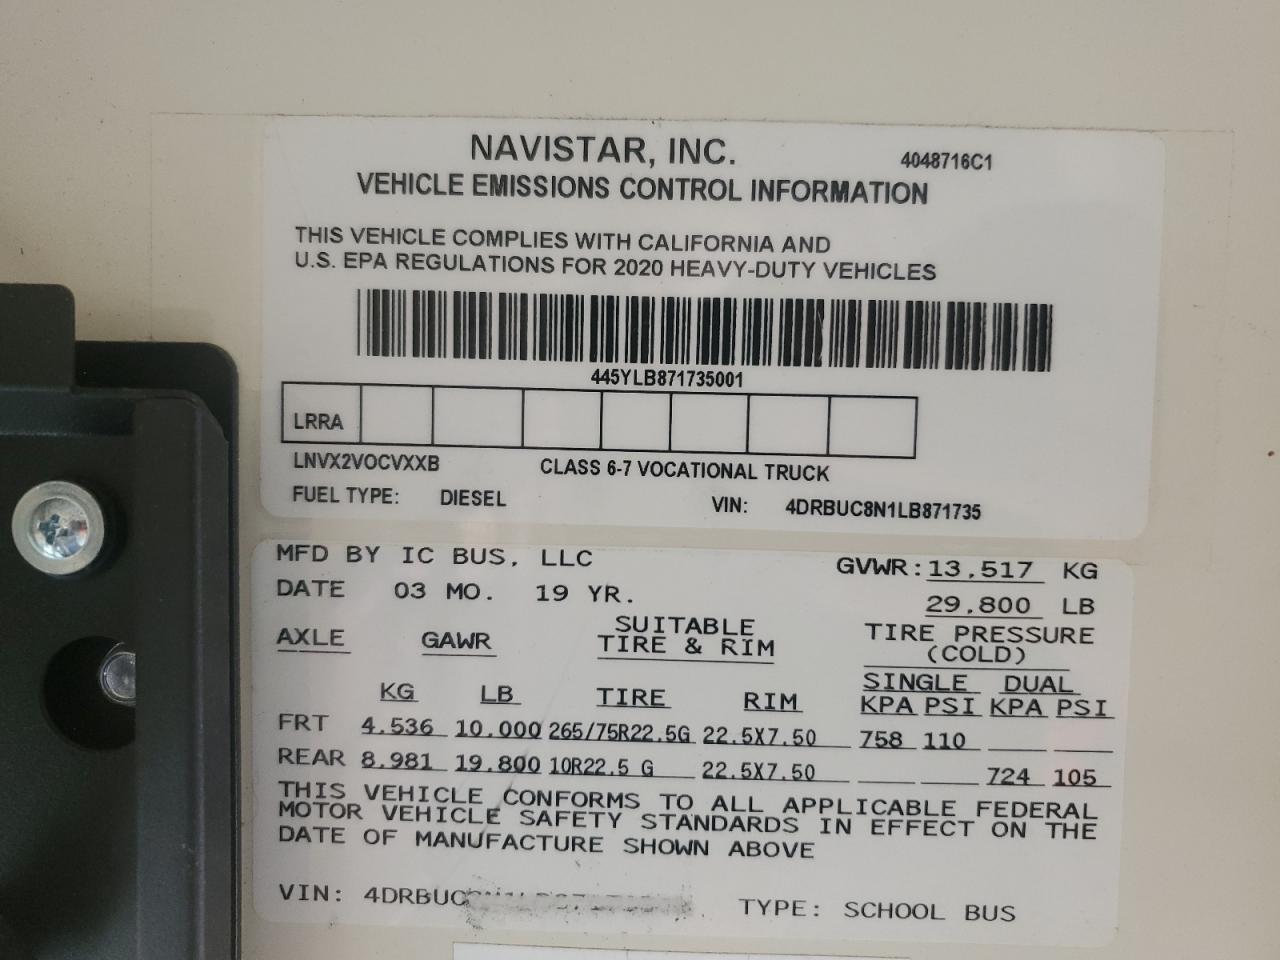 NAVISTAR, INC. 4048716C1
VEHICLE EMISSIONS CONTROL INFORMATION
THIS VEHICLE COMPLIES WITH CALIFORNIA AND
U.S. EPA REGULATIONS FOR 2020 HEAVY-DUTY VEHICLES
445YLB871735001
LRRA
LNVX2VOCVXXB CLASS 6-7 VOCATIONAL TRUCK
FUEL TYPE: DIESEL VIN: 4DRBUC8N1LB871735
MFD BY IC BUS, LLC GVWR: 13,517 KG
DATE 03 MO. 19 YR. 29,800 LB
AXLE GAWR SUITABLE TIRE & RIM TIRE PRESSURE (COLD)
SINGLE DUAL
KG LB TIRE RIM KPA PSI KPA PSI
FRT 4,536 10,000 265/75R22.5G 22.5X7.50 758 110
REAR 8,981 19,800 10R22.5 G 22.5X7.50 724 105
THIS VEHICLE CONFORMS TO ALL APPLICABLE FEDERAL
MOTOR VEHICLE SAFETY STANDARDS IN EFFECT ON THE
DATE OF MANUFACTURE SHOWN ABOVE
VIN: TYPE: SCHOOL BUS